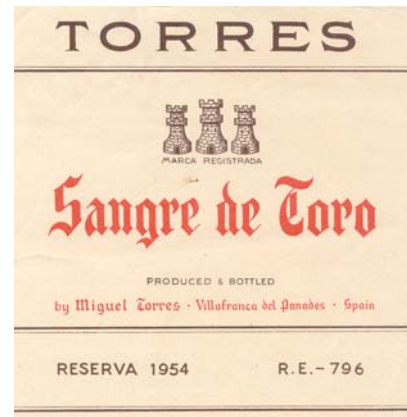 TORRES
MARCA REGISTRADA
Sangre de Toro
PRODUCED & BOTTLED
by Miguel Torres · Villafranca del Panadés · Spain
RESERVA 1954 R.E.-796